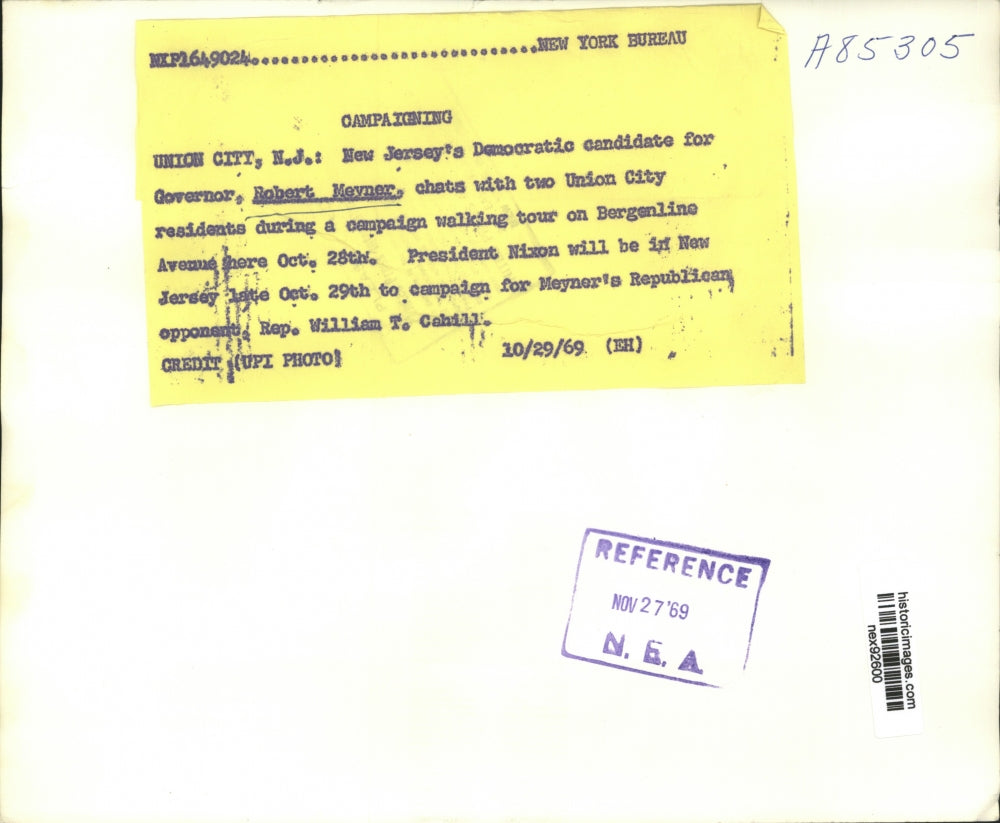 NXP1649024..............................NEW YORK BUREAU
A85305
CAMPAIGNING
UNION CITY, N.J.: New Jersey's Democratic candidate for
Governor, Robert Meyner, chats with two Union City
residents during a campaign walking tour on Bergenline
Avenue here Oct. 28th. President Nixon will be in New
Jersey late Oct. 29th to campaign for Meyner's Republican
opponent, Rep. William T. Cahill.
CREDIT (UPI PHOTO) 10/29/69 (EH)
REFERENCE
NOV 27 '69
N. E. A.
historicimages.com
nex92600